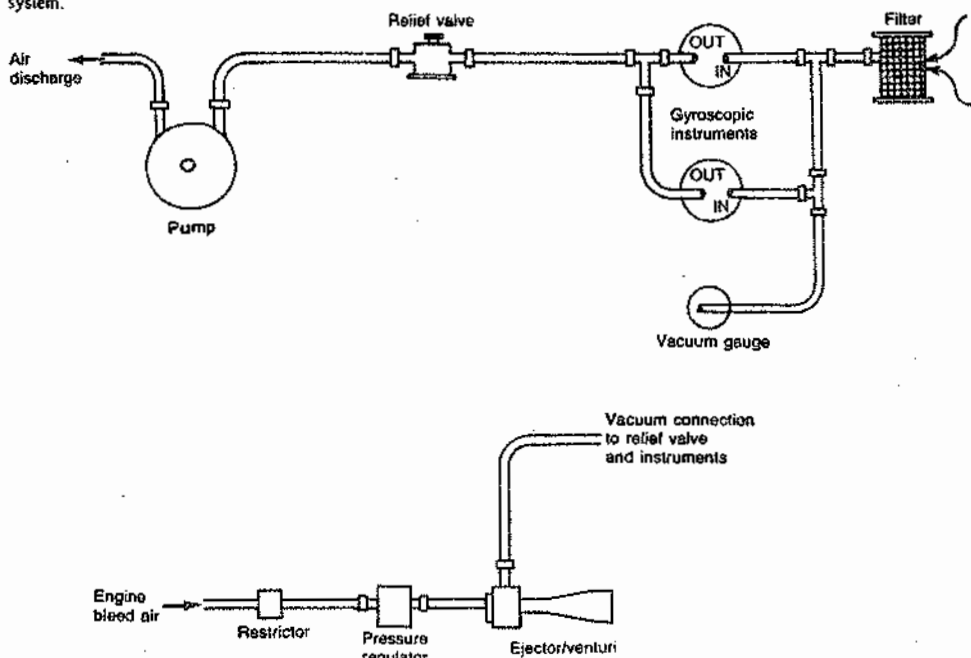 system.
Relief valve
Filter
Air
discharge
OUT
IN
Gyroscopic
instruments
OUT
IN
Pump
Vacuum gauge
Vacuum connection
to relief valve
and instruments
Engine
bleed air
Restrictor
Pressure
regulator
Ejector/venturi